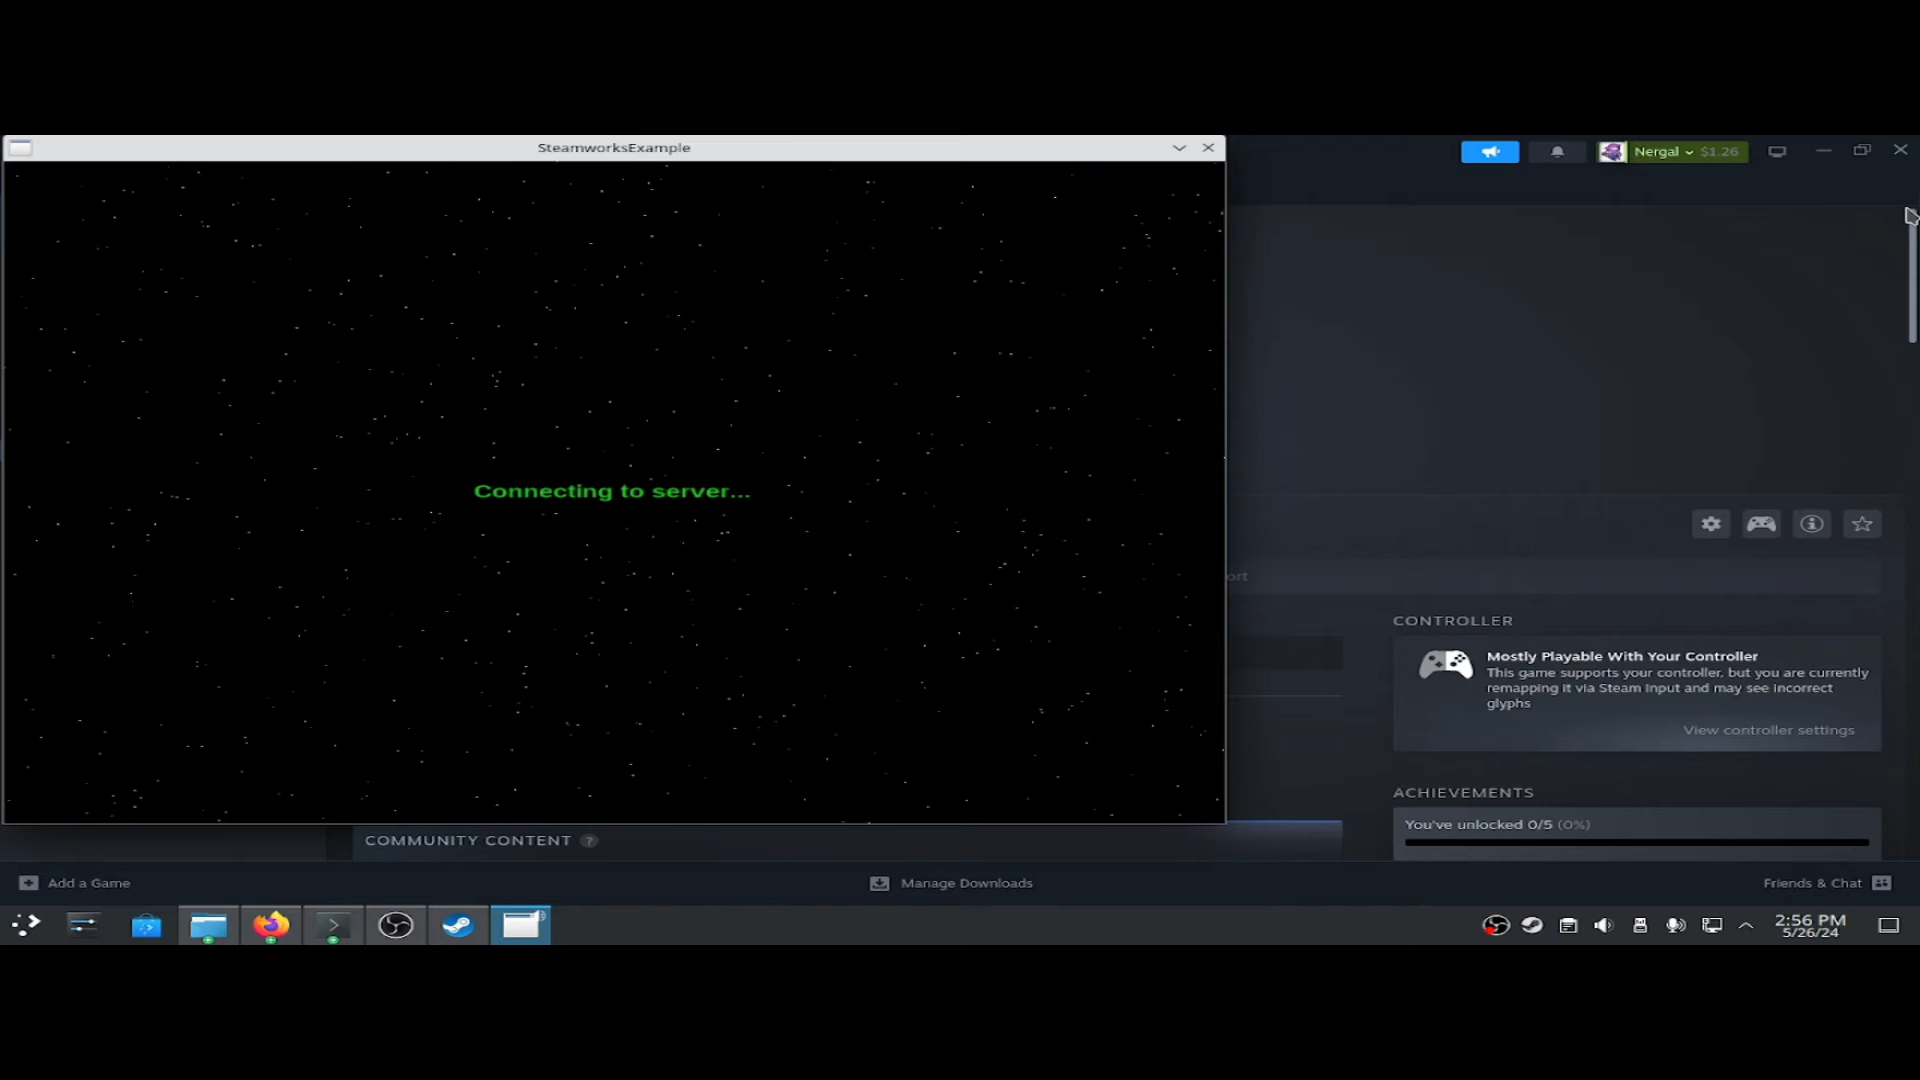 SteamworksExample
Nergal $1.26
Connecting to server...
ort
CONTROLLER
Mostly Playable With Your Controller
This game supports your controller, but you are currently
remapping it via Steam Input and may see incorrect
glyphs
View controller settings
ACHIEVEMENTS
You've unlocked 0/5 (0%)
COMMUNITY CONTENT ?
Add a Game
Manage Downloads
Friends & Chat
2:56 PM
5/26/24